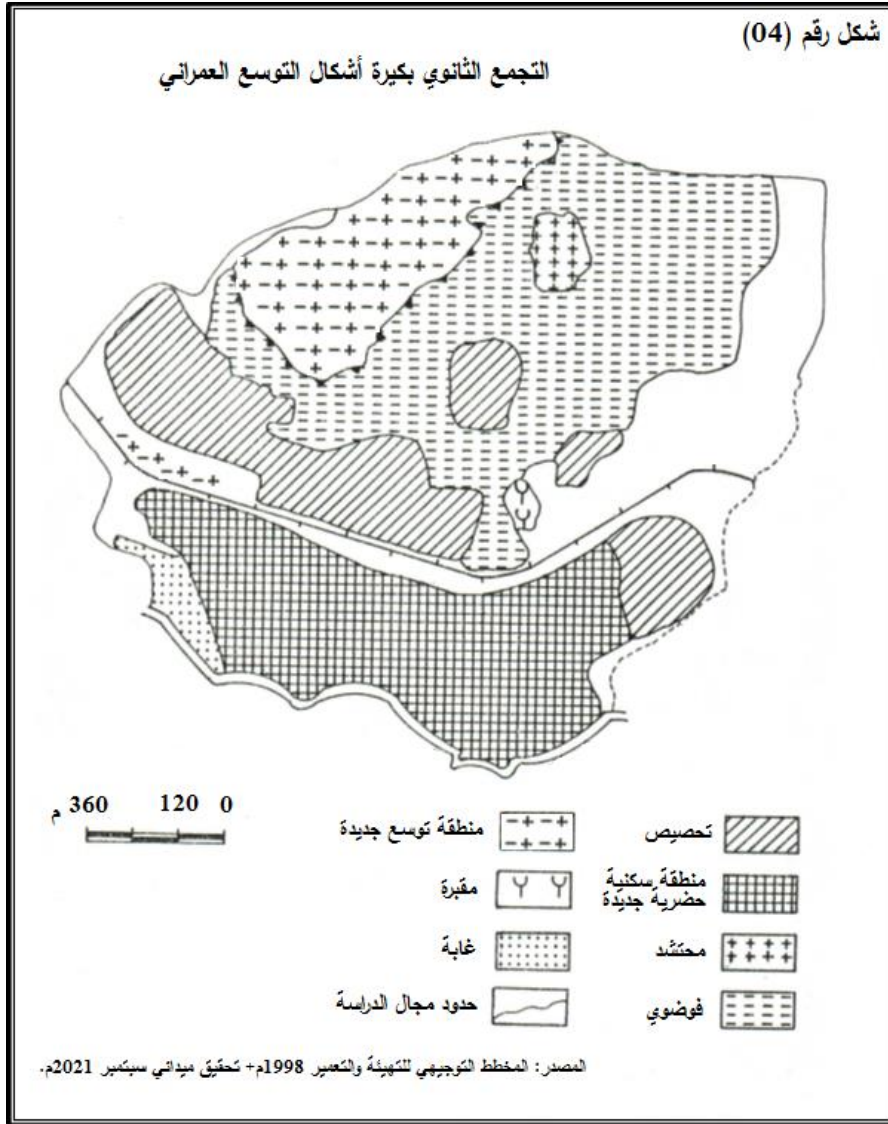 شكل رقم (04)
التجمع الثانوي بكيرة أشكال التوسع العمراني
0 120 360 م
تحصيص
منطقة سكنية
حضرية جديدة
محتشد
فوضوي
منطقة توسع جديدة
مقبرة
غابة
حدود مجال الدراسة
المصدر: المخطط التوجيهي للتهيئة والتعمير 1998م+ تحقيق ميداني سبتمبر 2021م.